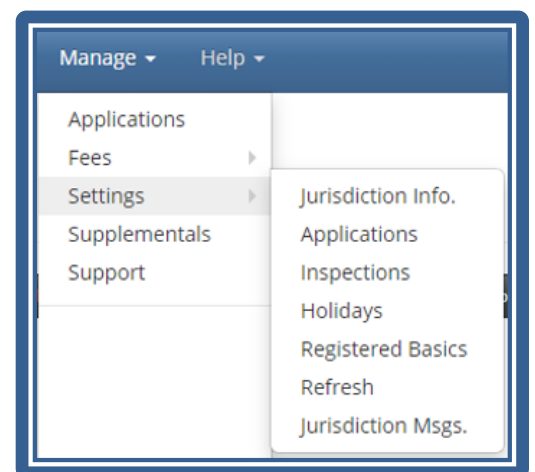 Manage Help
Applications
Fees
Settings
Supplementals
Support
Jurisdiction Info.
Applications
Inspections
Holidays
Registered Basics
Refresh
Jurisdiction Msgs.